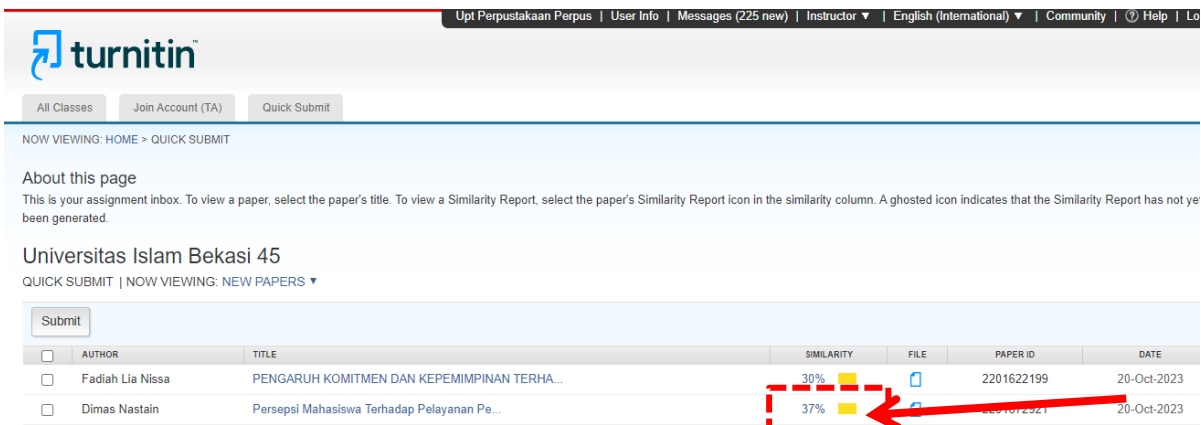 Upt Perpustakaan Perpus | User Info | Messages (225 new) | Instructor ▼ | English (International) ▼ | Community | ? Help | Lo
turnitin™
All Classes Join Account (TA) Quick Submit
NOW VIEWING: HOME > QUICK SUBMIT
About this page
This is your assignment inbox. To view a paper, select the paper's title. To view a Similarity Report, select the paper's Similarity Report icon in the similarity column. A ghosted icon indicates that the Similarity Report has not yet
been generated.
Universitas Islam Bekasi 45
QUICK SUBMIT | NOW VIEWING: NEW PAPERS ▼
Submit
AUTHOR TITLE SIMILARITY FILE PAPER ID DATE
Fadiah Lia Nissa PENGARUH KOMITMEN DAN KEPEMIMPINAN TERHA... 30% 2201622199 20-Oct-2023
Dimas Nastain Persepsi Mahasiswa Terhadap Pelayanan Pe... 37% 20-Oct-2023